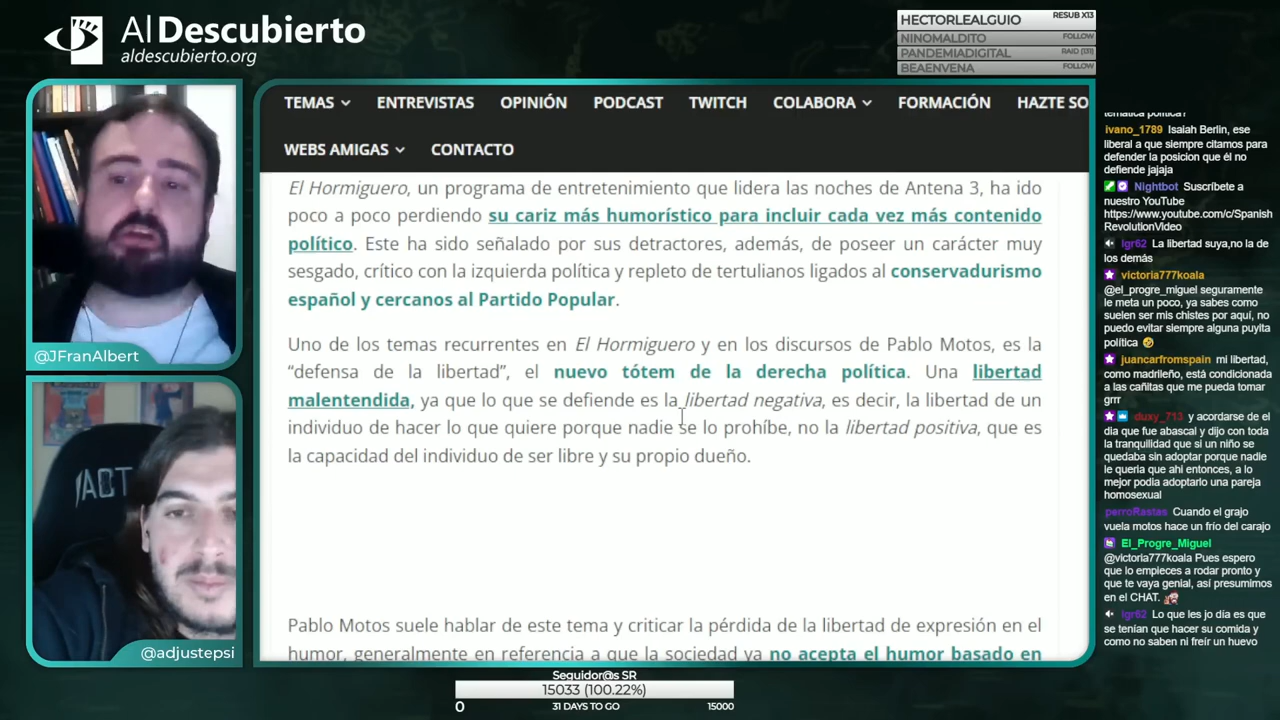 Al Descubierto
aldescubierto.org
HECTORLEALGUIO RESUB X13
NINOMALDITO FOLLOW
PANDEMIADIGITAL RAID (131)
BEAENVENA FOLLOW
TEMAS ENTREVISTAS OPINIÓN PODCAST TWITCH COLABORA FORMACIÓN HAZTE SO
WEBS AMIGAS CONTACTO
El Hormiguero, un programa de entretenimiento que lidera las noches de Antena 3, ha ido
poco a poco perdiendo su cariz más humorístico para incluir cada vez más contenido
político. Este ha sido señalado por sus detractores, además, de poseer un carácter muy
sesgado, crítico con la izquierda política y repleto de tertulianos ligados al conservadurismo
español y cercanos al Partido Popular.
Uno de los temas recurrentes en El Hormiguero y en los discursos de Pablo Motos, es la
“defensa de la libertad”, el nuevo tótem de la derecha política. Una libertad
malentendida, ya que lo que se defiende es la libertad negativa, es decir, la libertad de un
individuo de hacer lo que quiere porque nadie se lo prohíbe, no la libertad positiva, que es
la capacidad del individuo de ser libre y su propio dueño.
Pablo Motos suele hablar de este tema y criticar la pérdida de la libertad de expresión en el
humor, generalmente en referencia a que la sociedad ya no acepta el humor basado en
@JFranAlbert
ACT
@adjustepsi
temática política?
ivano_1789 Isaiah Berlin, ese
liberal a que siempre citamos para
defender la posicion que él no
defiende jajaja
Nightbot Suscríbete a
nuestro YouTube
https://www.youtube.com/c/Spanish
RevolutionVideo
igr62 La libertad suya,no la de
los demás
victoria777koala
@el_progre_miguel seguramente
le meta un poco, ya sabes como
suelen ser mis chistes por aquí, no
puedo evitar siempre alguna puyita
política
juancarfromspain mi libertad,
como madrileño, está condicionada
a las cañitas que me pueda tomar
grrr
duxy_713 y acordarse de el
dia que fue abascal y dijo con toda
la tranquilidad que si un niño se
quedaba sin adoptar porque nadie
le queria que ahi entonces, a lo
mejor podia adoptarlo una pareja
homosexual
perroRastas Cuando el grajo
vuela motos hace un frío del carajo
El_Progre_Miguel
@victoria777koala Pues espero
que lo empieces a rodar pronto y
que te vaya genial, así presumimos
en el CHAT.
igr62 Lo que les jo día es que
se tenían que hacer su comida y
como no saben ni freír un huevo
Seguidor@s SR
15033 (100.22%)
0 31 DAYS TO GO 15000